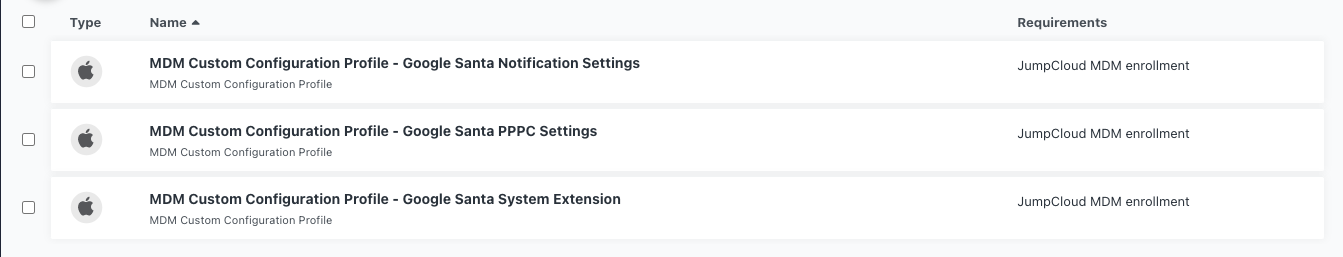 Type Name Requirements
MDM Custom Configuration Profile - Google Santa Notification Settings
JumpCloud MDM enrollment
MDM Custom Configuration Profile
MDM Custom Configuration Profile - Google Santa PPPC Settings
JumpCloud MDM enrollment
MDM Custom Configuration Profile
MDM Custom Configuration Profile - Google Santa System Extension
JumpCloud MDM enrollment
MDM Custom Configuration Profile